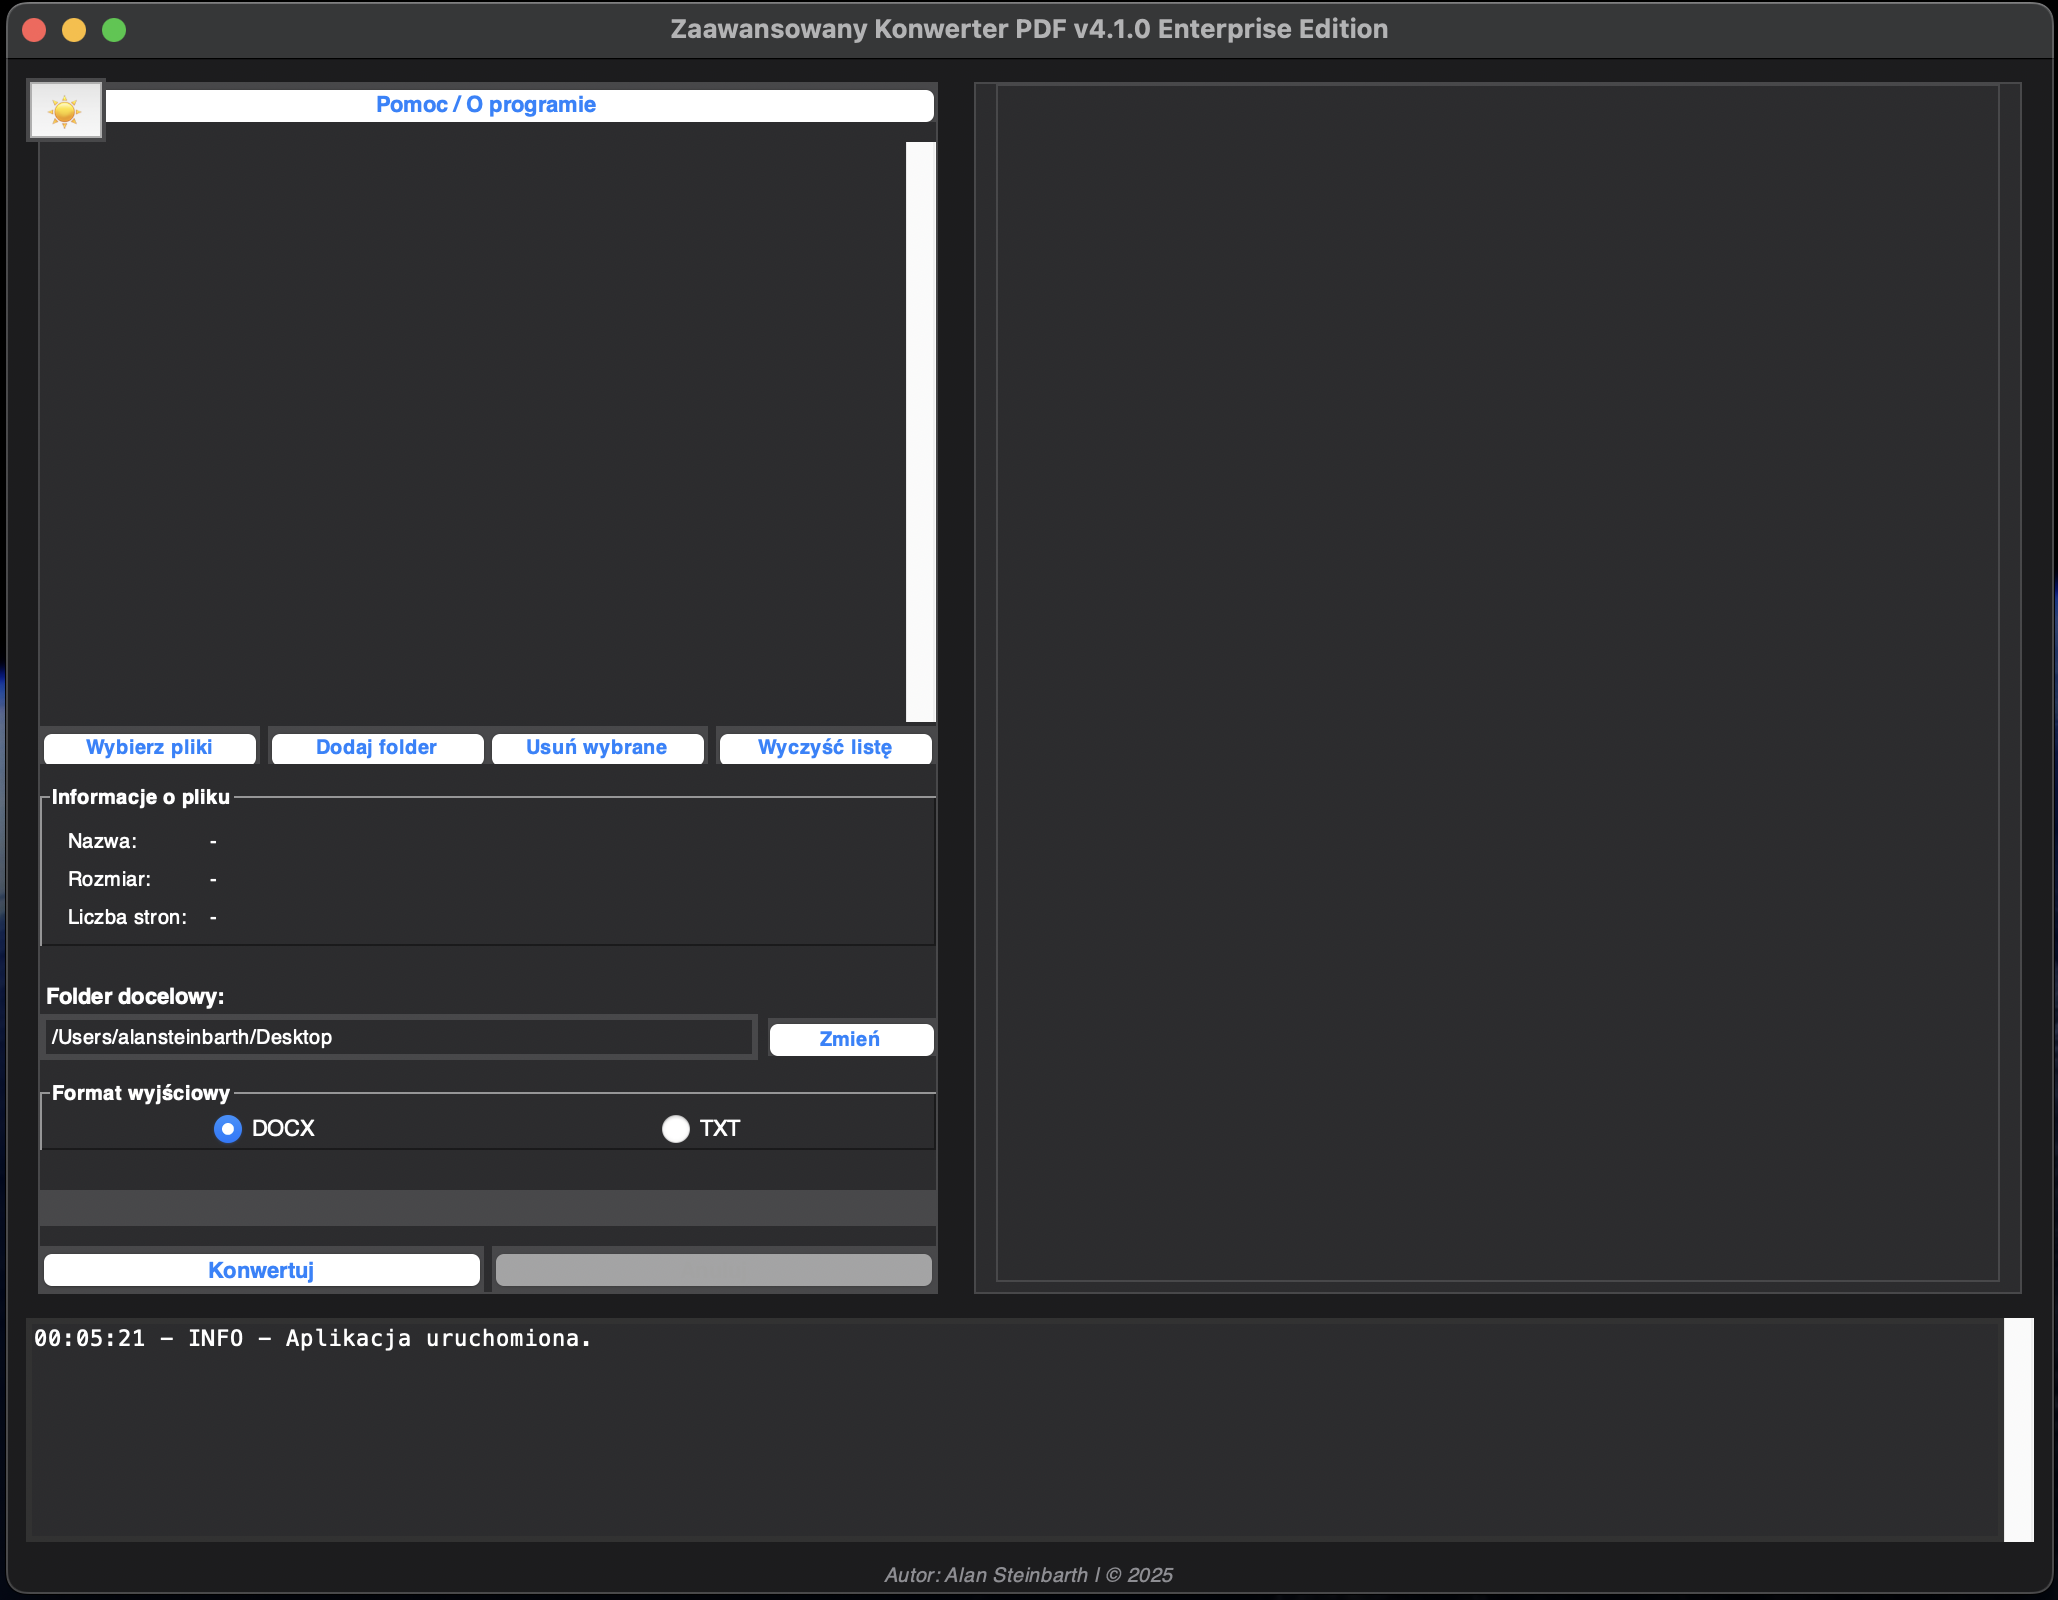 Zaawansowany Konwerter PDF v4.1.0 Enterprise Edition
Pomoc / O programie
Wybierz pliki Dodaj folder Usuń wybrane Wyczyść listę
Informacje o pliku
Nazwa: -
Rozmiar: -
Liczba stron: -
Folder docelowy:
/Users/alansteinbarth/Desktop Zmień
Format wyjściowy
DOCX TXT
Konwertuj
00:05:21 - INFO - Aplikacja uruchomiona.
Autor: Alan Steinbarth | © 2025